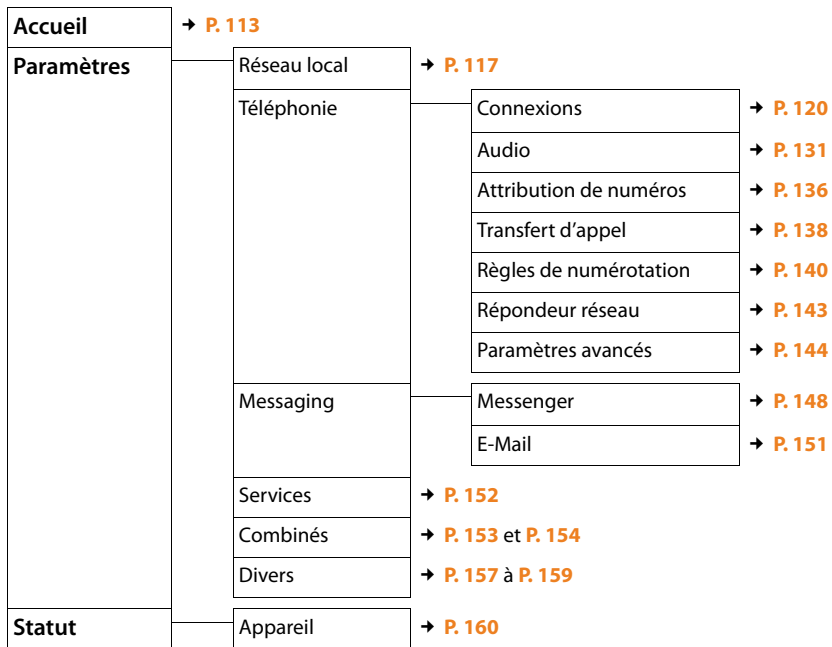 Accueil ➜ P. 113
Paramètres Réseau local ➜ P. 117
Téléphonie Connexions ➜ P. 120
Audio ➜ P. 131
Attribution de numéros ➜ P. 136
Transfert d’appel ➜ P. 138
Règles de numérotation ➜ P. 140
Répondeur réseau ➜ P. 143
Paramètres avancés ➜ P. 144
Messaging Messenger ➜ P. 148
E-Mail ➜ P. 151
Services ➜ P. 152
Combinés ➜ P. 153 et P. 154
Divers ➜ P. 157 à P. 159
Statut Appareil ➜ P. 160